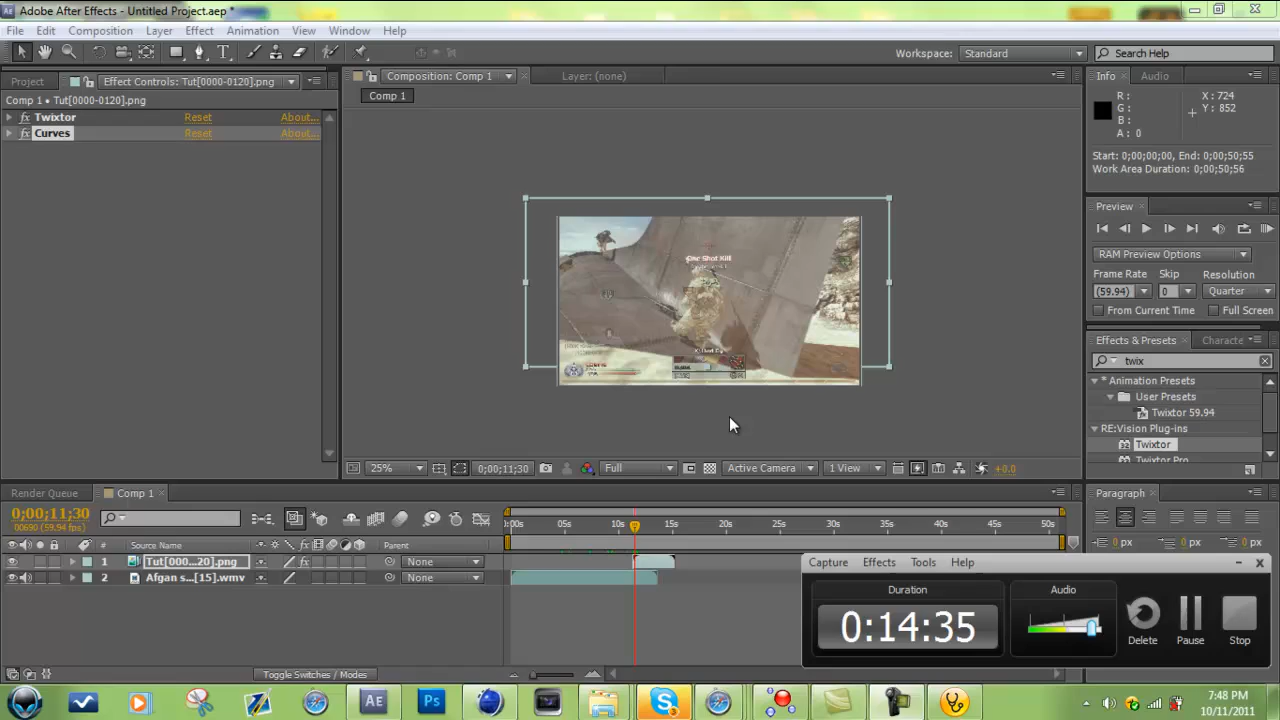 Adobe After Effects - Untitled Project.aep *
File Edit Composition Layer Effect Animation View Window Help
Workspace: Standard Search Help
Project Effect Controls: Tut[0000-0120].png
Comp 1 • Tut[0000-0120].png
Twixtor Reset About...
Curves Reset About...
Composition: Comp 1 Layer: (none)
Comp 1
One Shot Kill
25% 0;00;11;30 Full Active Camera 1 View +0.0
Info Audio
R :
G :
B :
A : 0
X : 724
Y : 852
Start: 0;00;00;00, End: 0;00;50;55
Work Area Duration: 0;00;50;56
Preview
RAM Preview Options
Frame Rate Skip Resolution
(59.94) 0 Quarter
From Current Time Full Screen
Effects & Presets Characte
twix
* Animation Presets
User Presets
Twixtor 59.94
RE:Vision Plug-ins
Twixtor
Twixtor Pro
Paragraph
0 px 0 px 0 px
Render Queue Comp 1
0;00;11;30
00690 (59.94 fps)
# Source Name Parent
1 Tut[000...20].png None
2 Afgan s...[15].wmv None
0:00s 05s 10s 15s 20s 25s 30s 35s 40s 45s 50s
Toggle Switches / Modes
Capture Effects Tools Help
Duration Audio
0:14:35
Delete Pause Stop
7:48 PM
10/11/2011